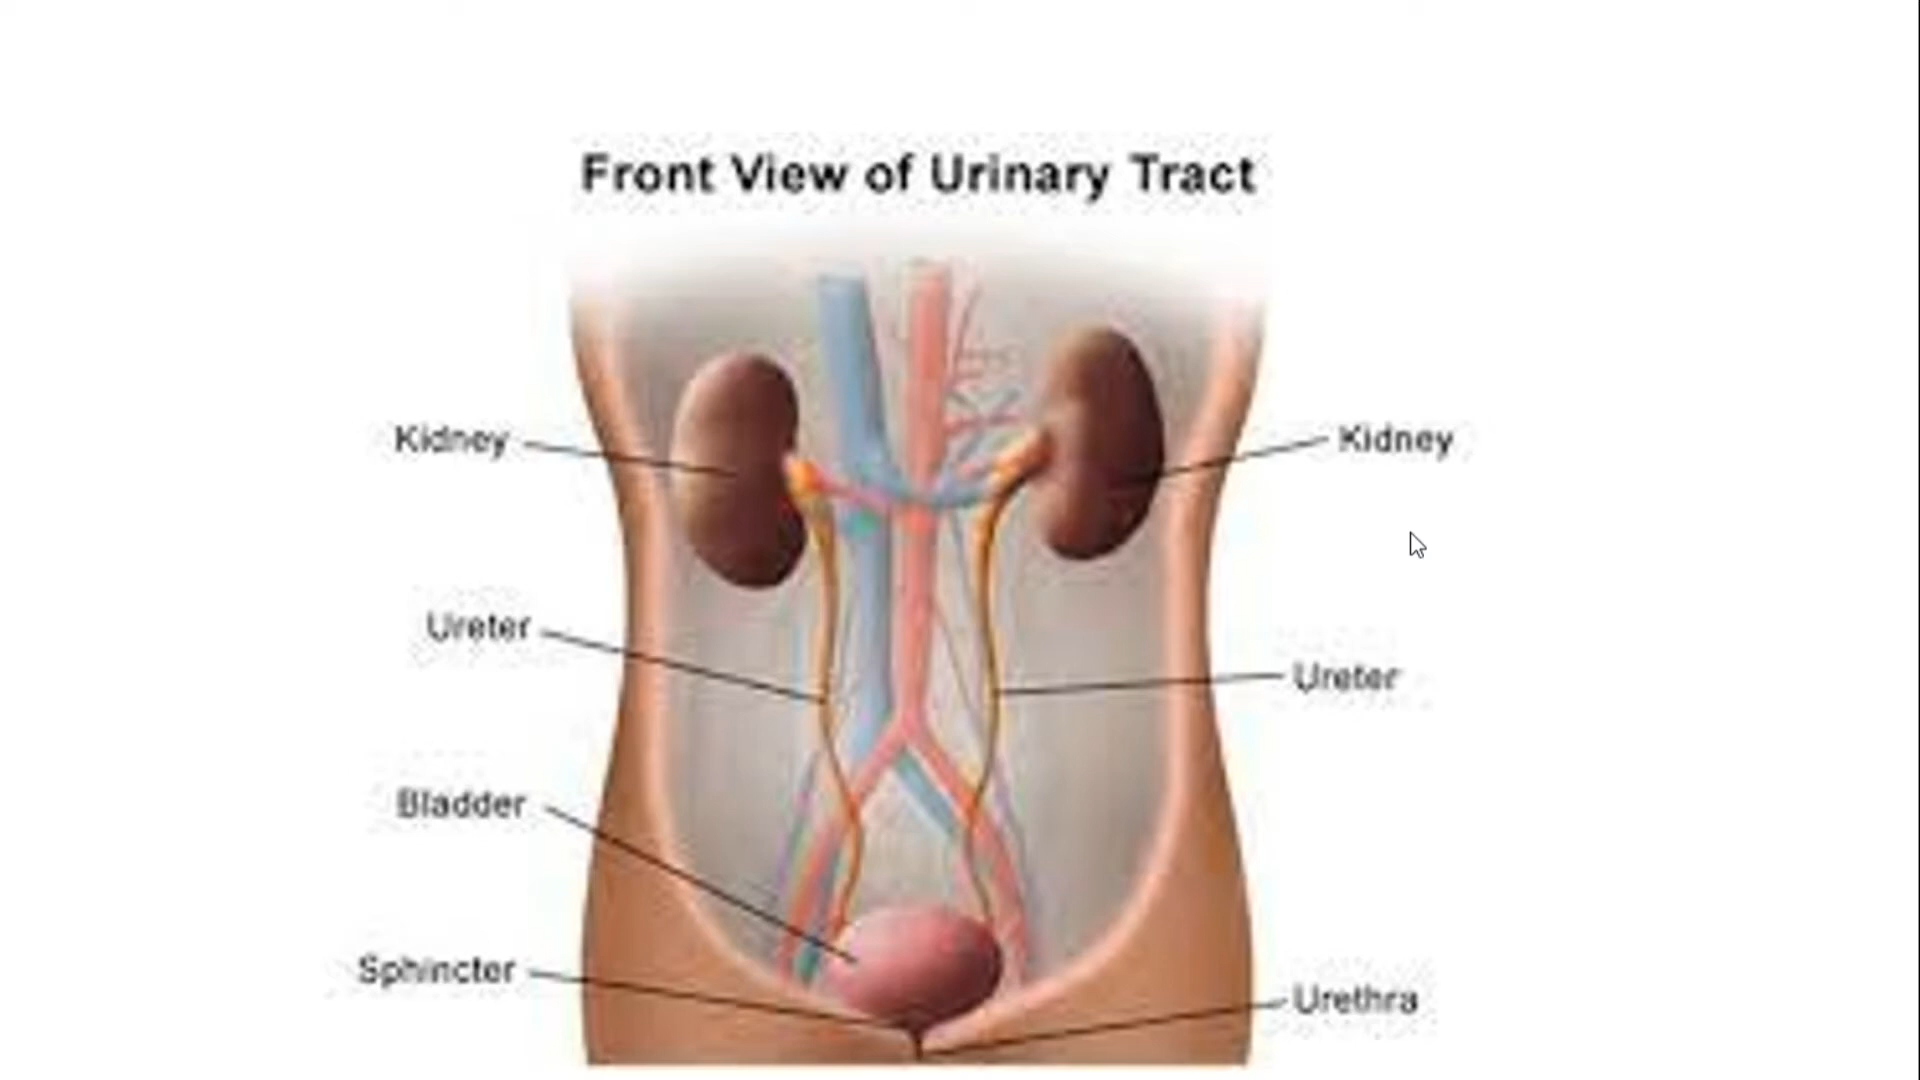 Front View of Urinary Tract
Kidney
Kidney
Ureter
Ureter
Bladder
Sphincter
Urethra